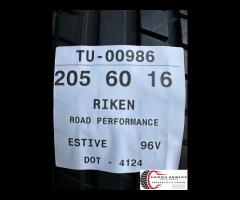 TU-00986
205 60 16
RIKEN
ROAD PERFORMANCE
ESTIVE 96V
DOT - 4124